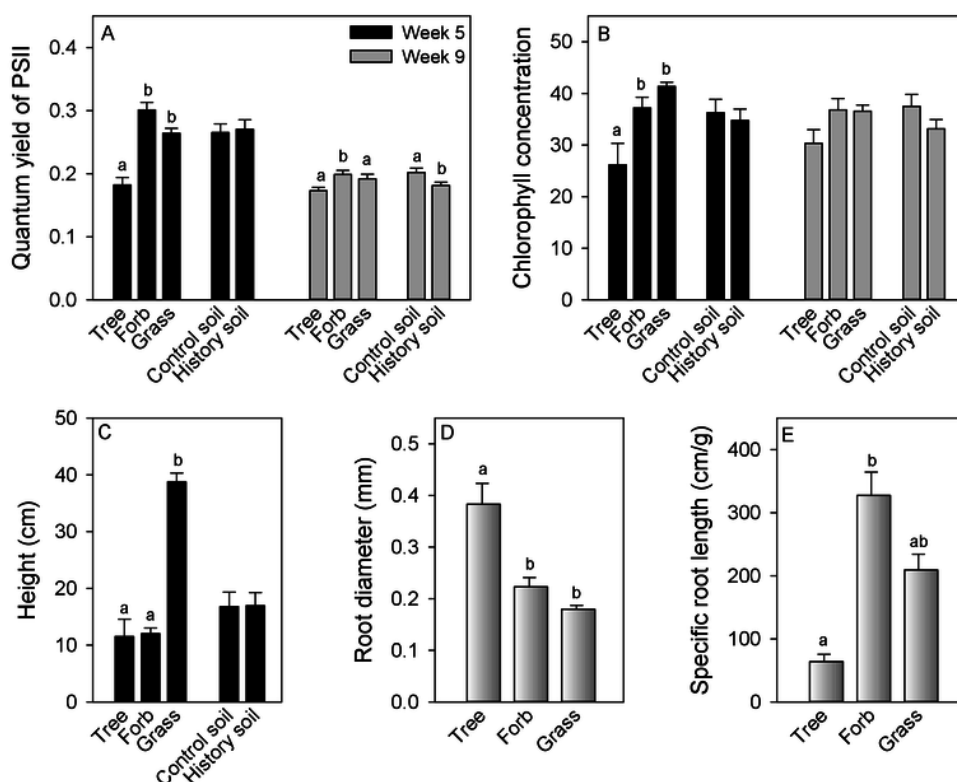 A
Week 5
Week 9
Quantum yield of PSII
0.4
0.3
0.2
0.1
0.0
a
b
b
a
b
a
a
b
Tree
Forb
Grass
Control soil
History soil
Tree
Forb
Grass
Control soil
History soil
B
Chlorophyll concentration
50
40
30
20
10
0
a
b
b
Tree
Forb
Grass
Control soil
History soil
Tree
Forb
Grass
Control soil
History soil
C
Height (cm)
50
40
30
20
10
0
a
a
b
Tree
Forb
Grass
Control soil
History soil
D
Root diameter (mm)
0.5
0.4
0.3
0.2
0.1
0.0
a
b
b
Tree
Forb
Grass
E
Specific root length (cm/g)
400
300
200
100
0
a
b
ab
Tree
Forb
Grass